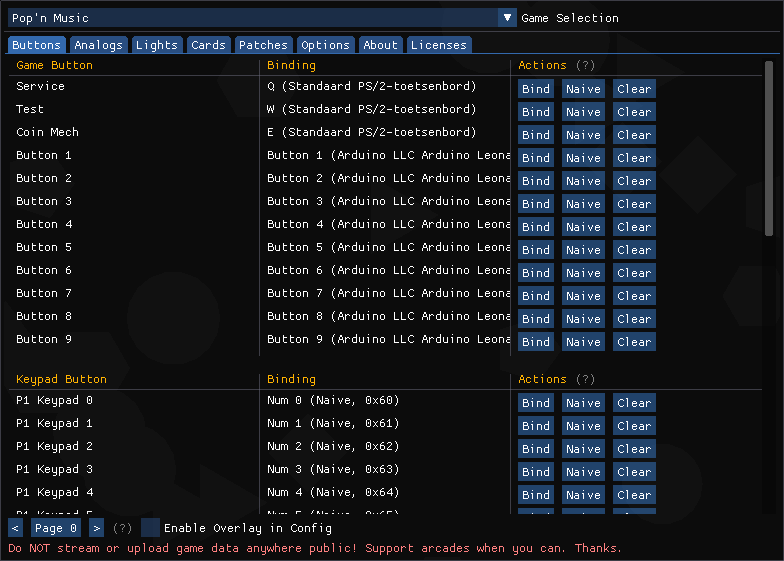 Pop'n Music ▼ Game Selection
Buttons Analogs Lights Cards Patches Options About Licenses
Game Button Binding Actions (?)
Service Q (Standaard PS/2-toetsenbord) Bind Naive Clear
Test W (Standaard PS/2-toetsenbord) Bind Naive Clear
Coin Mech E (Standaard PS/2-toetsenbord) Bind Naive Clear
Button 1 Button 1 (Arduino LLC Arduino Leona Bind Naive Clear
Button 2 Button 2 (Arduino LLC Arduino Leona Bind Naive Clear
Button 3 Button 3 (Arduino LLC Arduino Leona Bind Naive Clear
Button 4 Button 4 (Arduino LLC Arduino Leona Bind Naive Clear
Button 5 Button 5 (Arduino LLC Arduino Leona Bind Naive Clear
Button 6 Button 6 (Arduino LLC Arduino Leona Bind Naive Clear
Button 7 Button 7 (Arduino LLC Arduino Leona Bind Naive Clear
Button 8 Button 8 (Arduino LLC Arduino Leona Bind Naive Clear
Button 9 Button 9 (Arduino LLC Arduino Leona Bind Naive Clear
Keypad Button Binding Actions (?)
P1 Keypad 0 Num 0 (Naive, 0x60) Bind Naive Clear
P1 Keypad 1 Num 1 (Naive, 0x61) Bind Naive Clear
P1 Keypad 2 Num 2 (Naive, 0x62) Bind Naive Clear
P1 Keypad 3 Num 3 (Naive, 0x63) Bind Naive Clear
P1 Keypad 4 Num 4 (Naive, 0x64) Bind Naive Clear
P1 Keypad 5 Num 5 (Naive, 0x65)
< Page 0 > (?) Enable Overlay in Config
Do NOT stream or upload game data anywhere public! Support arcades when you can. Thanks.